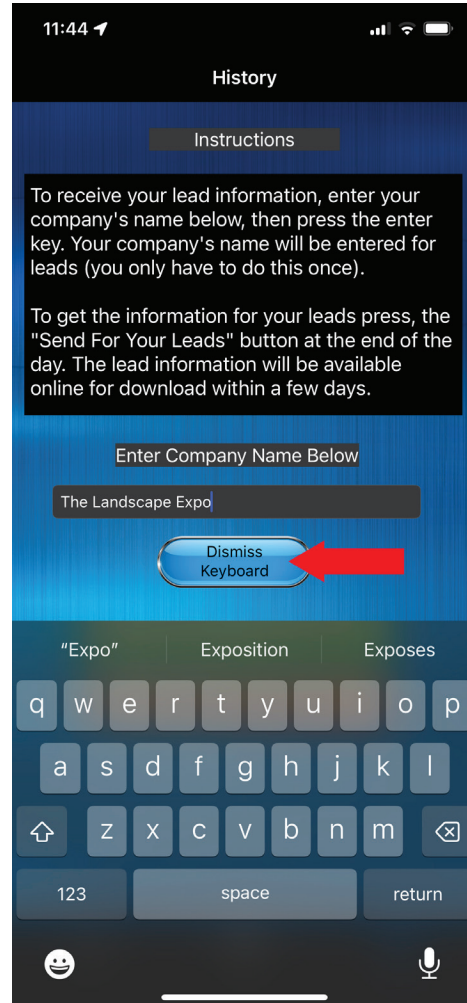 11:44
History
Instructions
To receive your lead information, enter your
company's name below, then press the enter
key. Your company's name will be entered for
leads (you only have to do this once).
To get the information for your leads press, the
"Send For Your Leads" button at the end of the
day. The lead information will be available
online for download within a few days.
Enter Company Name Below
The Landscape Expo
Dismiss
Keyboard
“Expo” Exposition Exposes
q w e r t y u i o p
a s d f g h j k l
z x c v b n m
123 space return